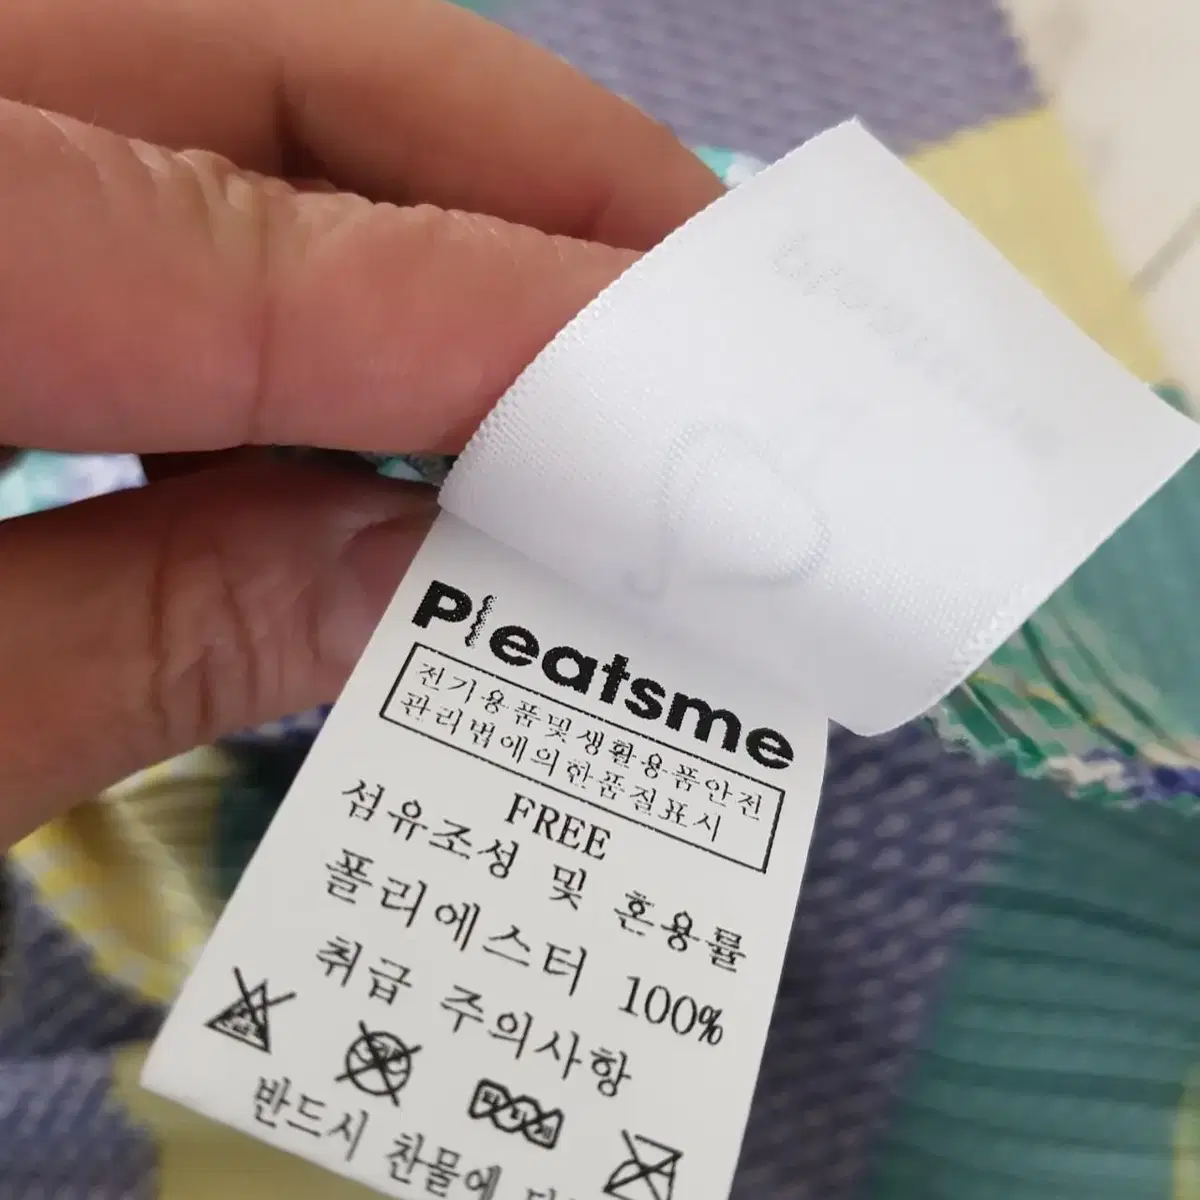 Pleatsme
전기용품및생활용품안전
관리법에의한품질표시
FREE
섬유조성 및 혼용률
폴리에스터 100%
취급 주의사항
반드시 찬물에